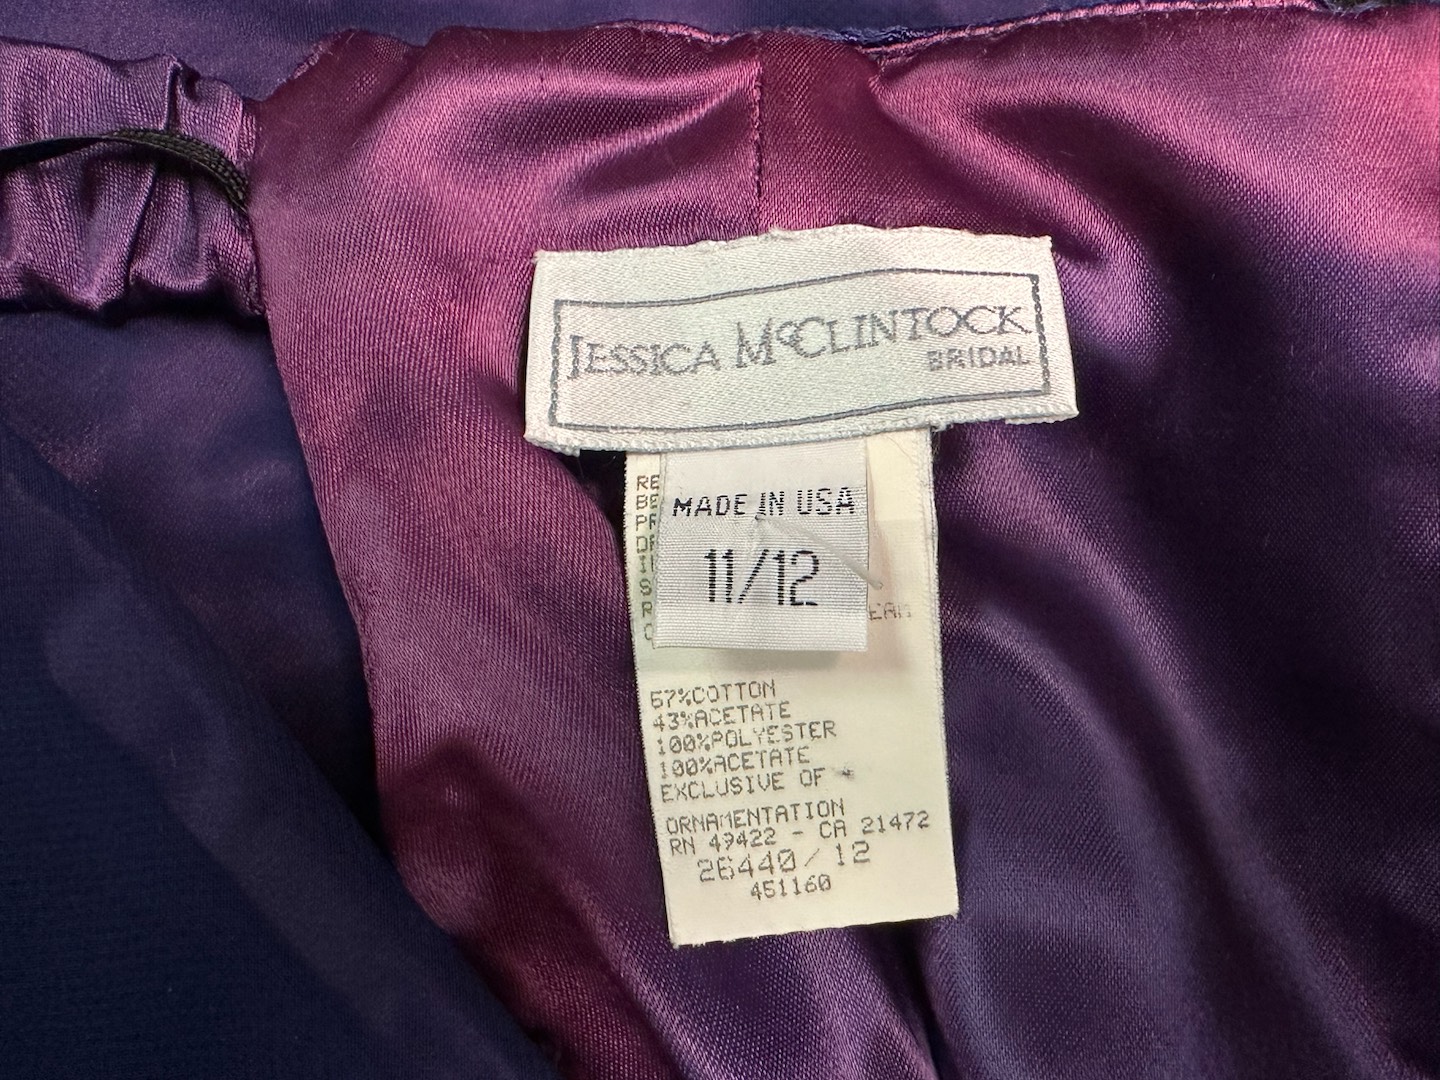 JESSICA McCLINTOCK
BRIDAL
MADE IN USA
11/12
57%COTTON
43%ACETATE
100%POLYESTER
100%ACETATE
EXCLUSIVE OF
ORNAMENTATION
RN 49422 - CA 21472
26440/12
451160